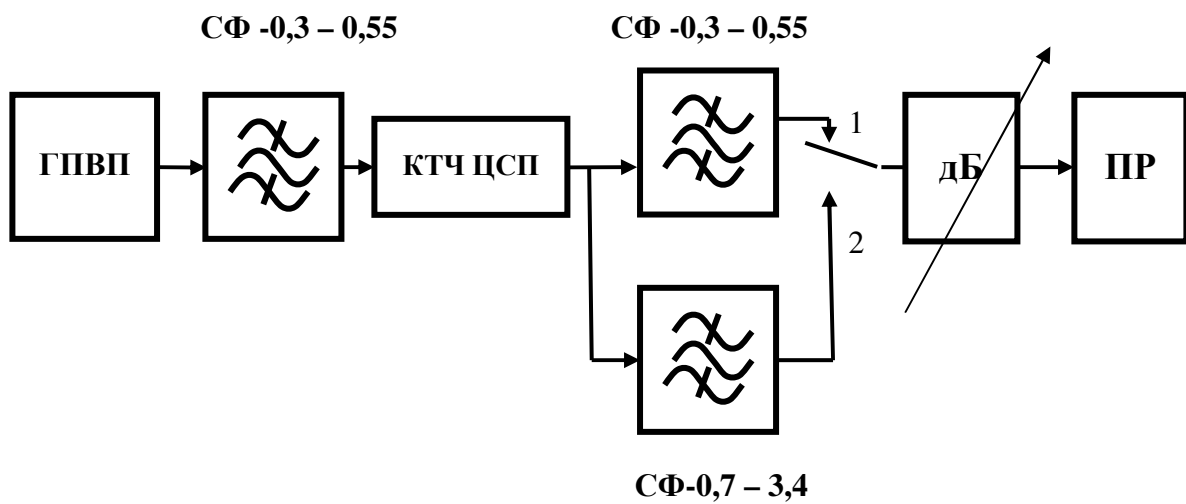 СФ -0,3 – 0,55
СФ -0,3 – 0,55
ГПВП
КТЧ ЦСП
1
дБ
ПР
2
СФ-0,7 – 3,4